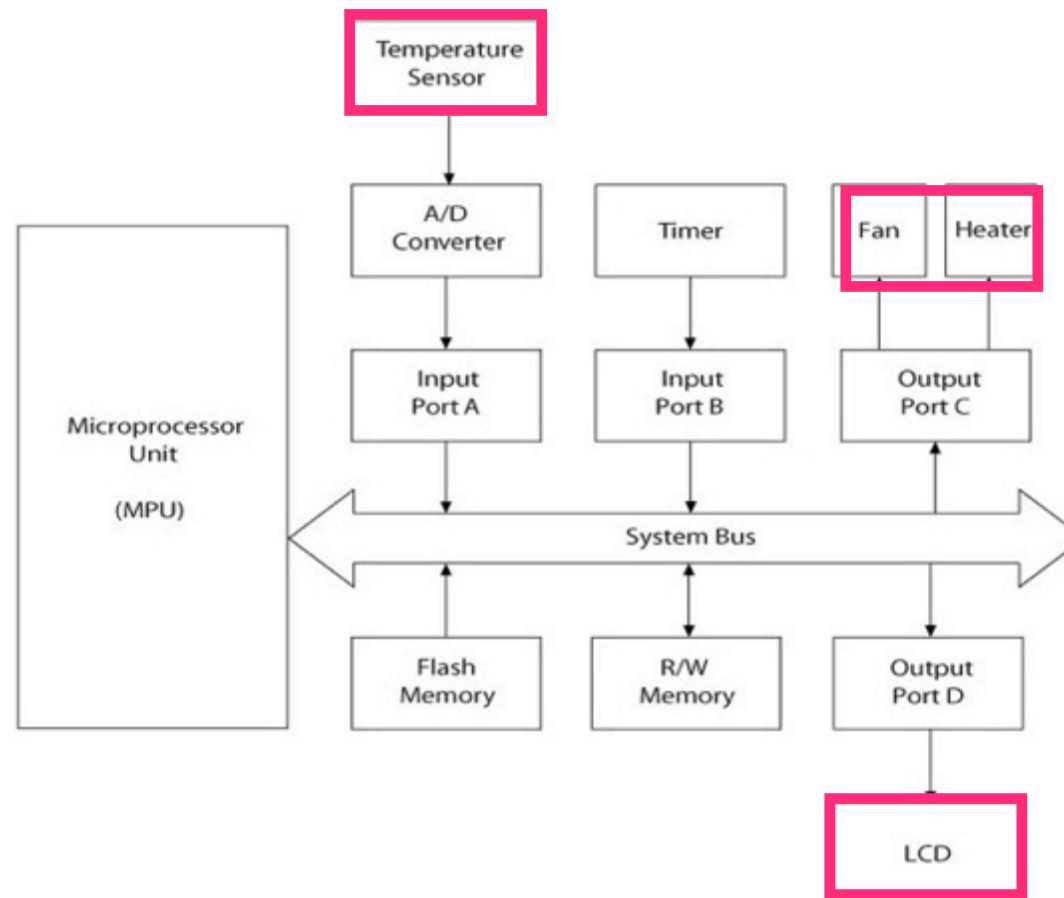 Temperature
Sensor
A/D
Converter
Timer
Fan
Heater
Input
Port A
Input
Port B
Output
Port C
Microprocessor
Unit
(MPU)
System Bus
Flash
Memory
R/W
Memory
Output
Port D
LCD